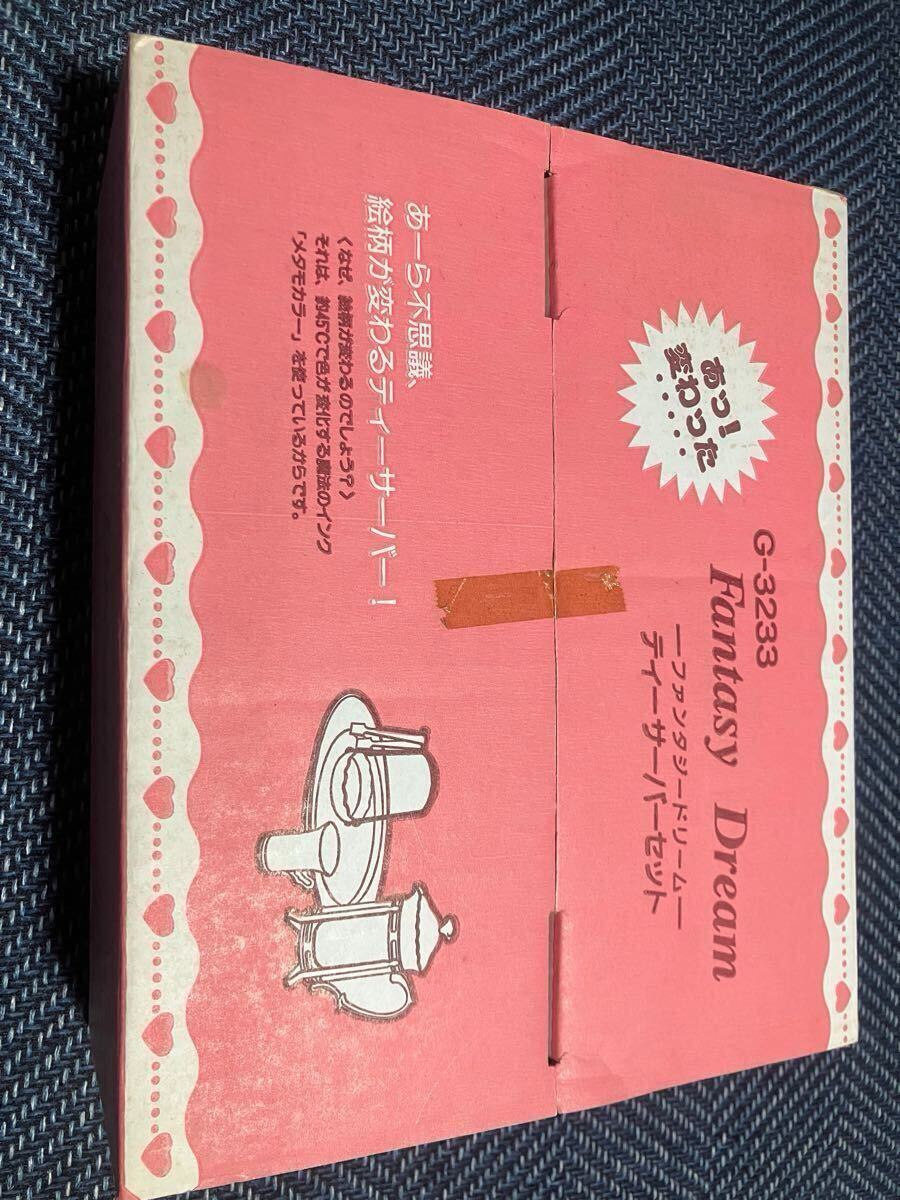 あっ!
変わった
G-3233
Fantasy Dream
―ファンタジードリーム―
ティーサーバーセット
あーら不思議、
絵柄が変わるティーサーバー!
〈なぜ、絵柄が変わるのでしょう?〉
それは、約45℃で色が変化する魔法のインク
「メタモカラー」を使っているからです。